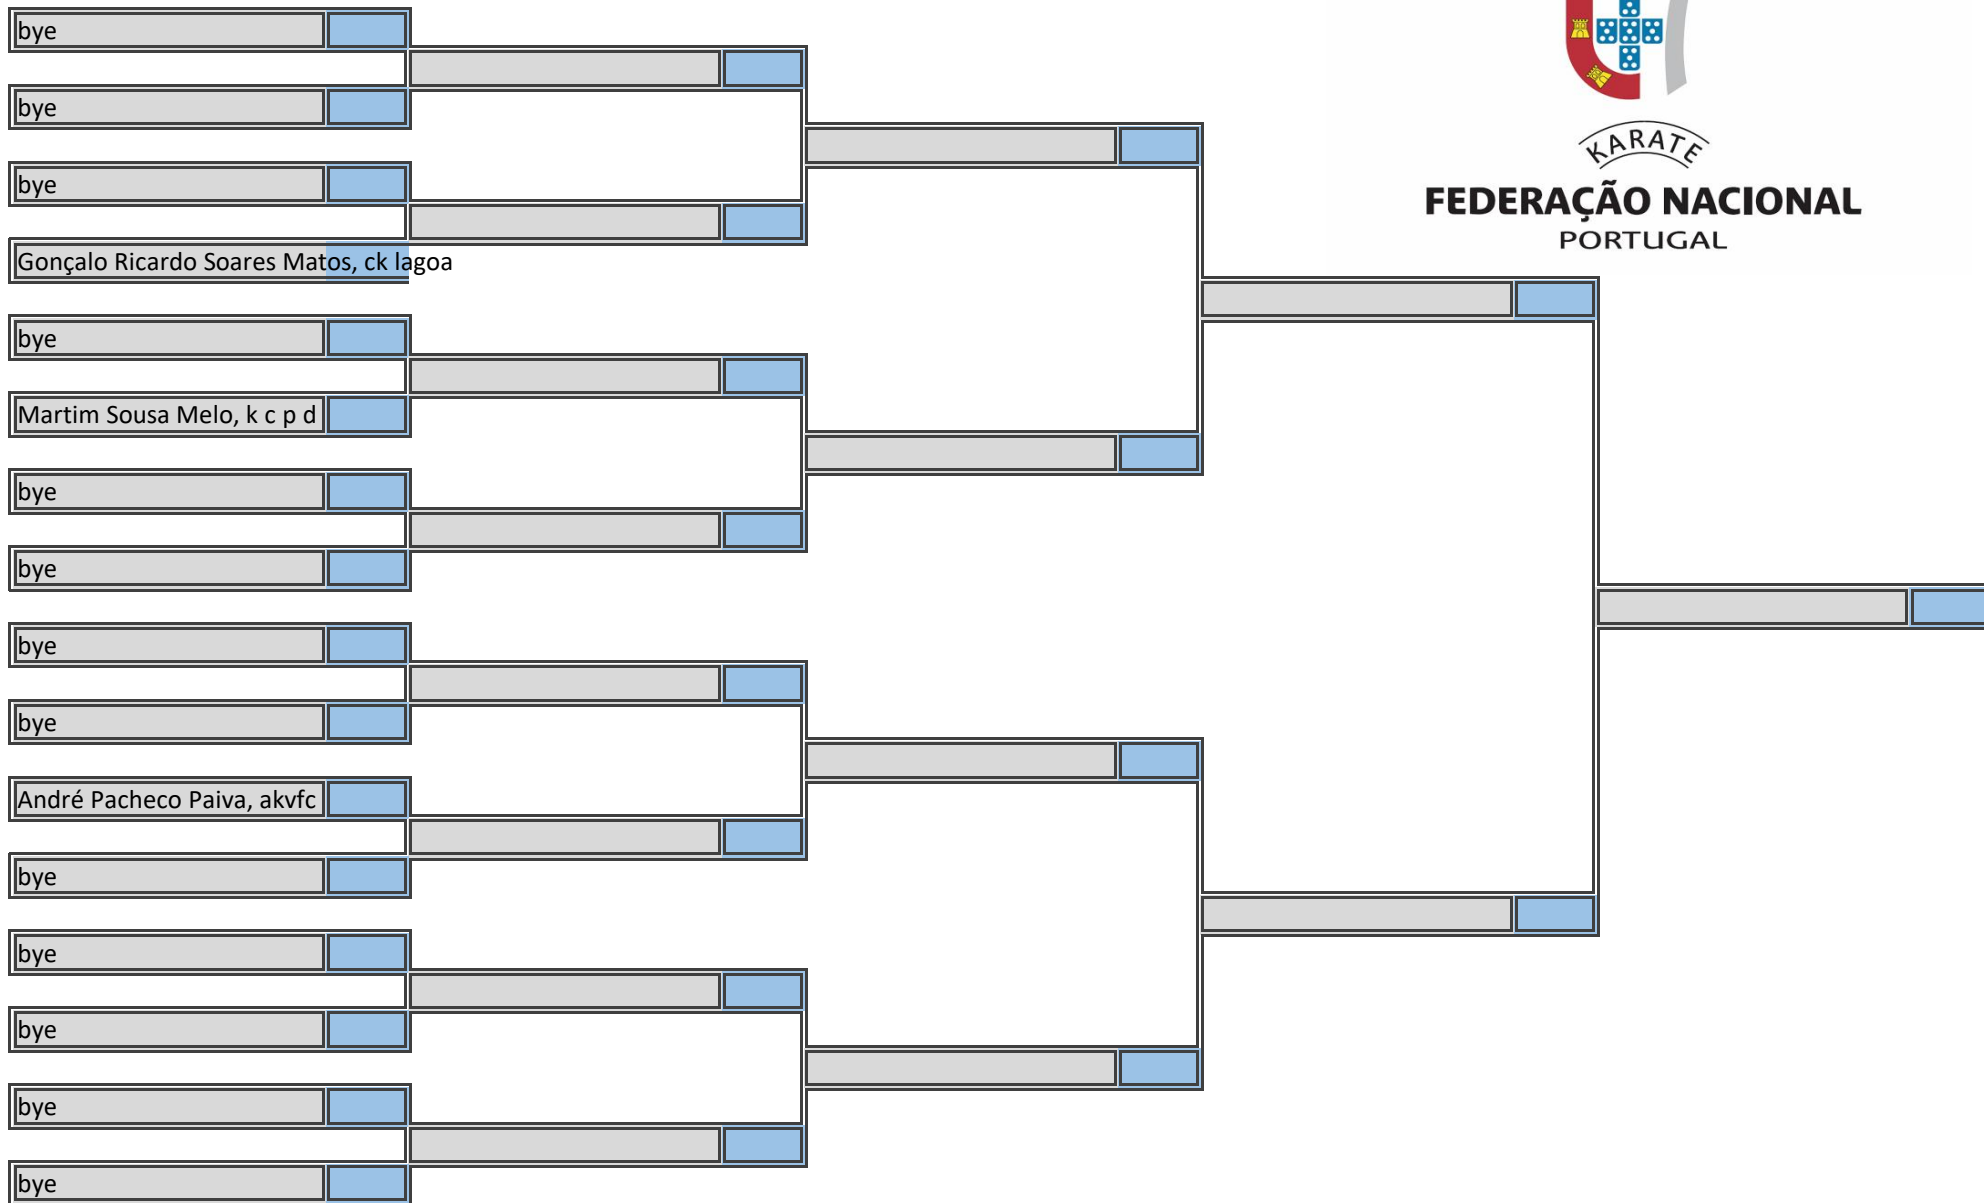 bye
bye
bye
Gonçalo Ricardo Soares Matos, ck lagoa
bye
Martim Sousa Melo, k c p d
bye
bye
bye
bye
André Pacheco Paiva, akvfc
bye
bye
bye
bye
bye
KARATE
FEDERAÇÃO NACIONAL
PORTUGAL